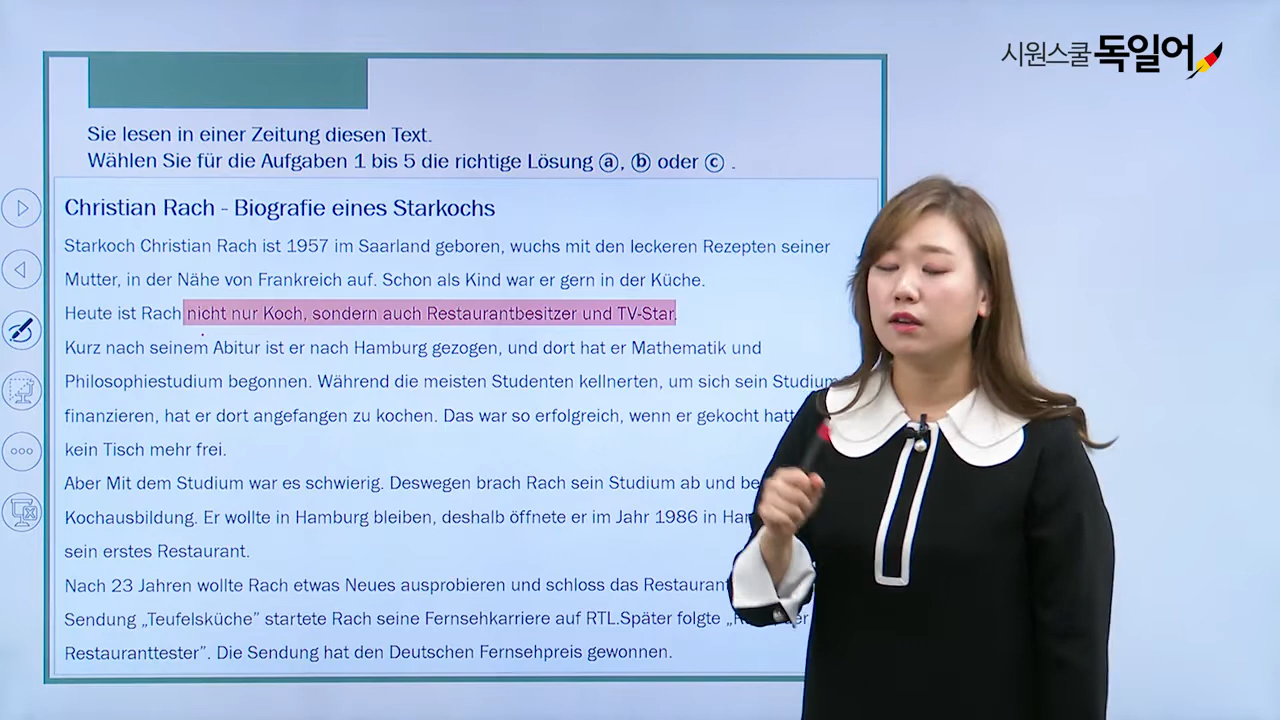 시원스쿨 독일어
Sie lesen in einer Zeitung diesen Text.
Wählen Sie für die Aufgaben 1 bis 5 die richtige Lösung ⓐ, ⓑ oder ⓒ .
Christian Rach - Biografie eines Starkochs
Starkoch Christian Rach ist 1957 im Saarland geboren, wuchs mit den leckeren Rezepten seiner
Mutter, in der Nähe von Frankreich auf. Schon als Kind war er gern in der Küche.
Heute ist Rach nicht nur Koch, sondern auch Restaurantbesitzer und TV-Star.
Kurz nach seinem Abitur ist er nach Hamburg gezogen, und dort hat er Mathematik und
Philosophiestudium begonnen. Während die meisten Studenten kellnerten, um sich sein Studium
finanzieren, hat er dort angefangen zu kochen. Das war so erfolgreich, wenn er gekocht
kein Tisch mehr frei.
Aber Mit dem Studium war es schwierig. Deswegen brach Rach sein Studium ab und
Kochausbildung. Er wollte in Hamburg bleiben, deshalb öffnete er im Jahr 1986 in
sein erstes Restaurant.
Nach 23 Jahren wollte Rach etwas Neues ausprobieren und schloss das
Sendung „Teufelsküche” startete Rach seine Fernsehkarriere auf RTL.Später folgte
Restauranttester”. Die Sendung hat den Deutschen Fernsehpreis gewonnen.